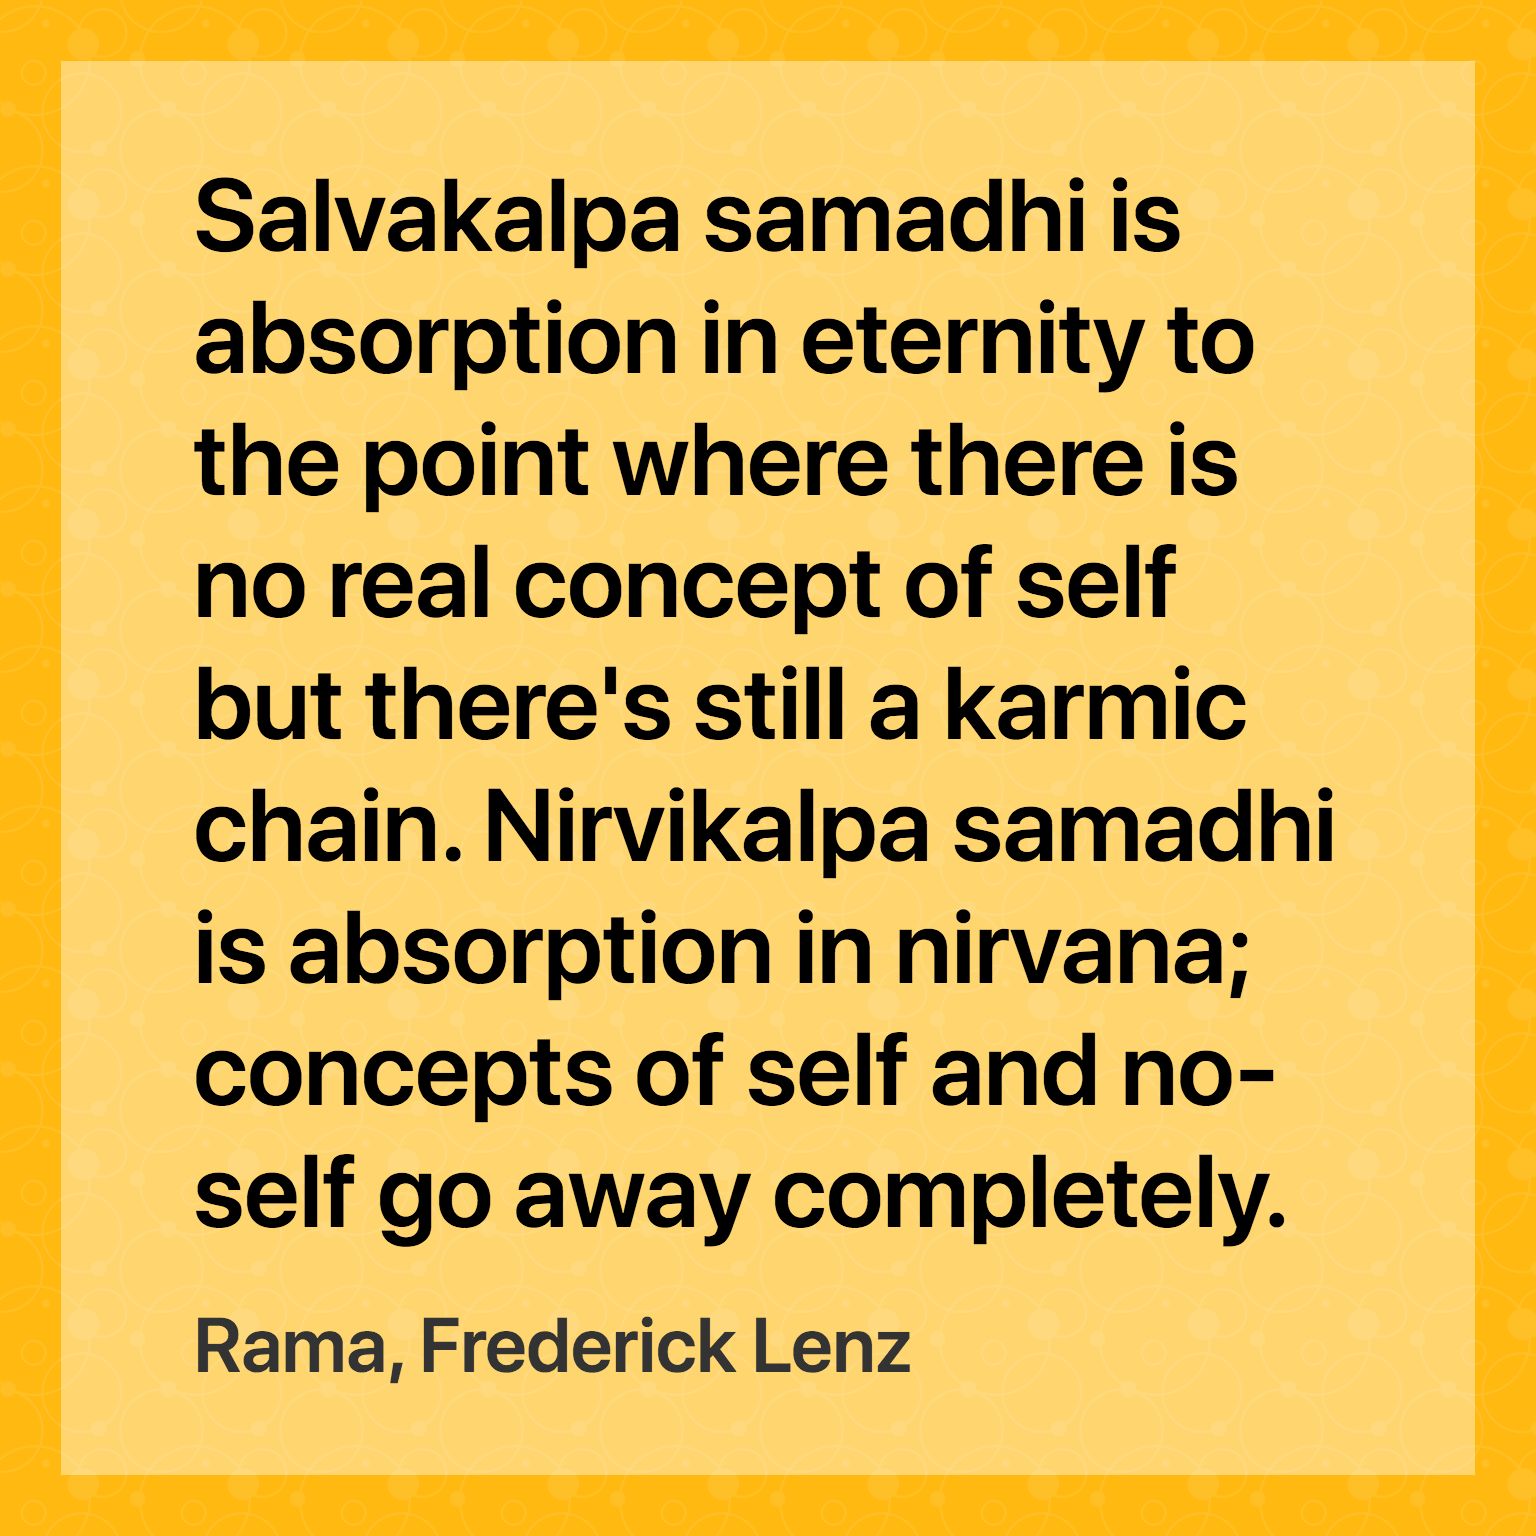 Salvakalpa samadhi is
absorption in eternity to
the point where there is
no real concept of self
but there's still a karmic
chain. Nirvikalpa samadhi
is absorption in nirvana;
concepts of self and no-
self go away completely.
Rama, Frederick Lenz